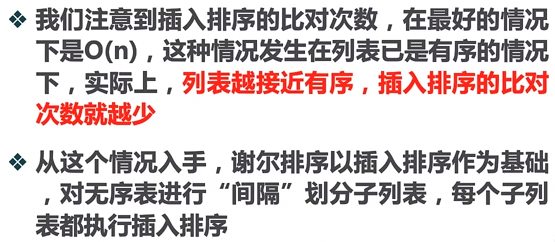 ❖ 我们注意到插入排序的比对次数，在最好的情况
下是O(n)，这种情况发生在列表已是有序的情况
下，实际上，列表越接近有序，插入排序的比对
次数就越少
❖ 从这个情况入手，谢尔排序以插入排序作为基础
，对无序表进行“间隔”划分子列表，每个子列
表都执行插入排序